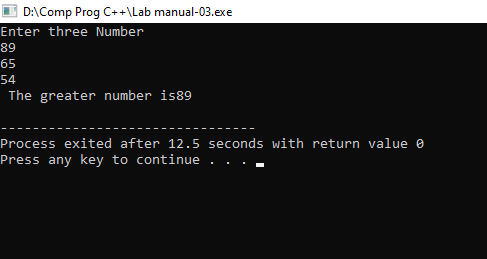 D:\Comp Prog C++\Lab manual-03.exe
Enter three Number
89
65
54
The greater number is89
--------------------------------
Process exited after 12.5 seconds with return value 0
Press any key to continue . . .